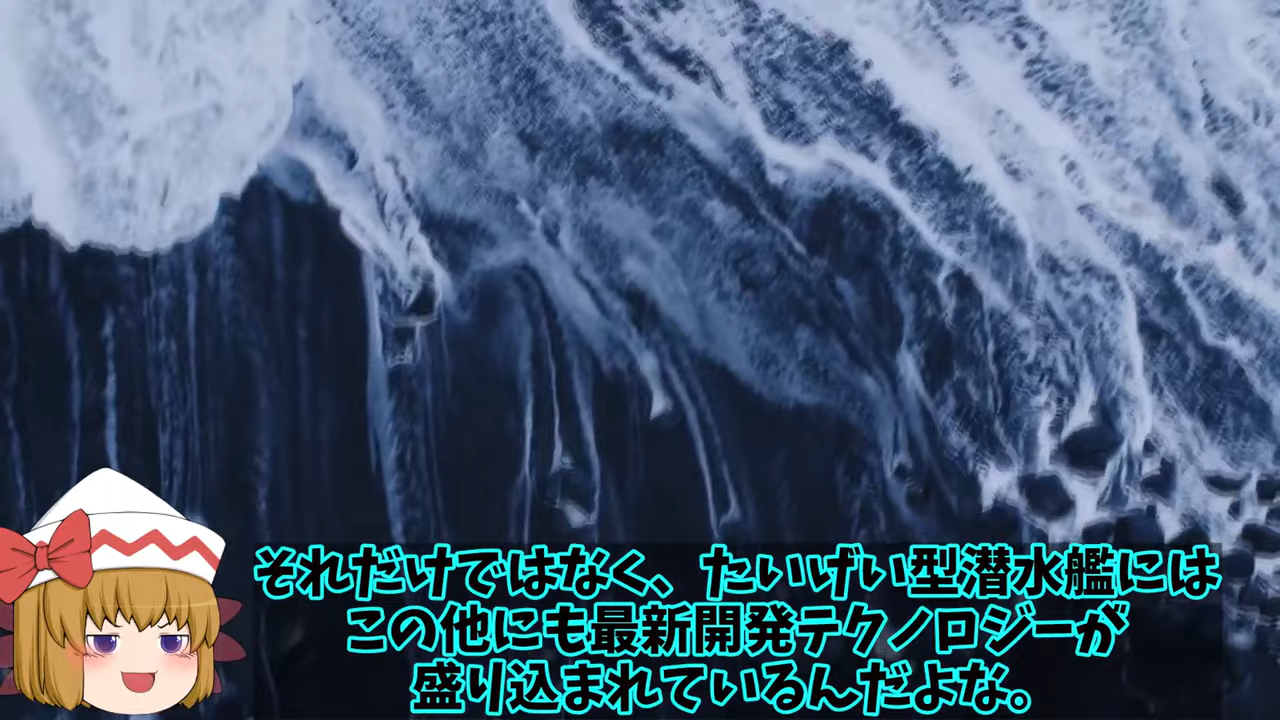 それだけではなく、たいげい型潜水艦には
この他にも最新開発テクノロジーが
盛り込まれているんだよな。